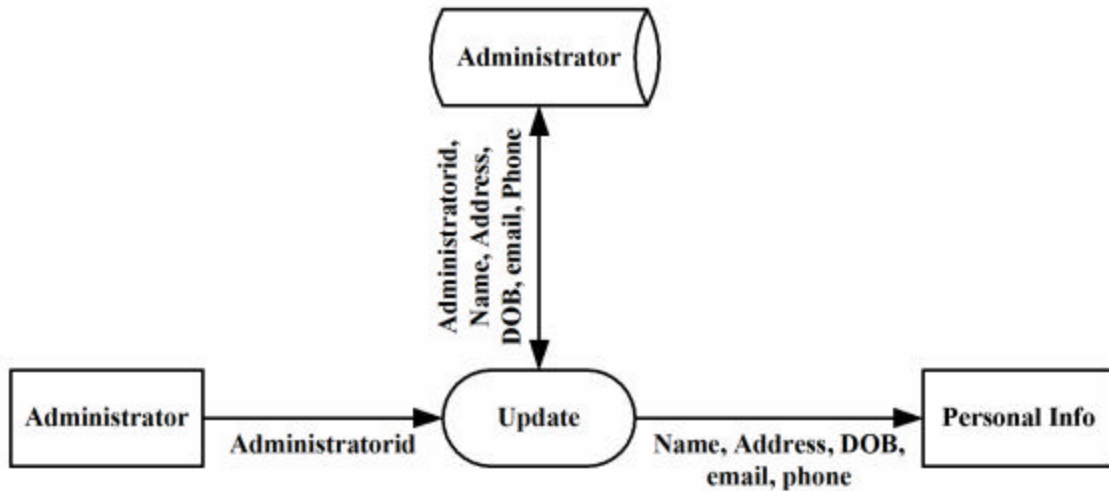 Administrator
Administratorid,
Name, Address,
DOB, email, Phone
Administrator
Administratorid
Update
Name, Address, DOB,
email, phone
Personal Info